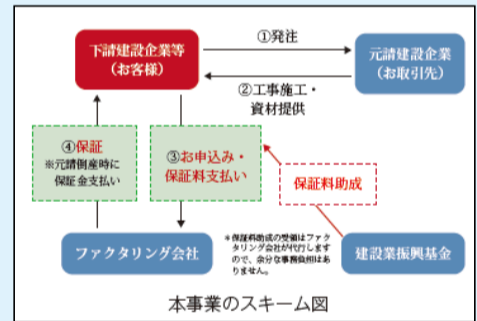 下請建設企業等
(お客様)
①発注
元請建設企業
(お取引先)
②工事施工・
資材提供
④保証
※元請倒産時に
保証金支払い
③お申込み・
保証料支払い
保証料助成
ファクタリング会社
*保証料助成の受領はファク
タリング会社が代行します
ので、余分な事務負担はあ
りません。
建設業振興基金
本事業のスキーム図